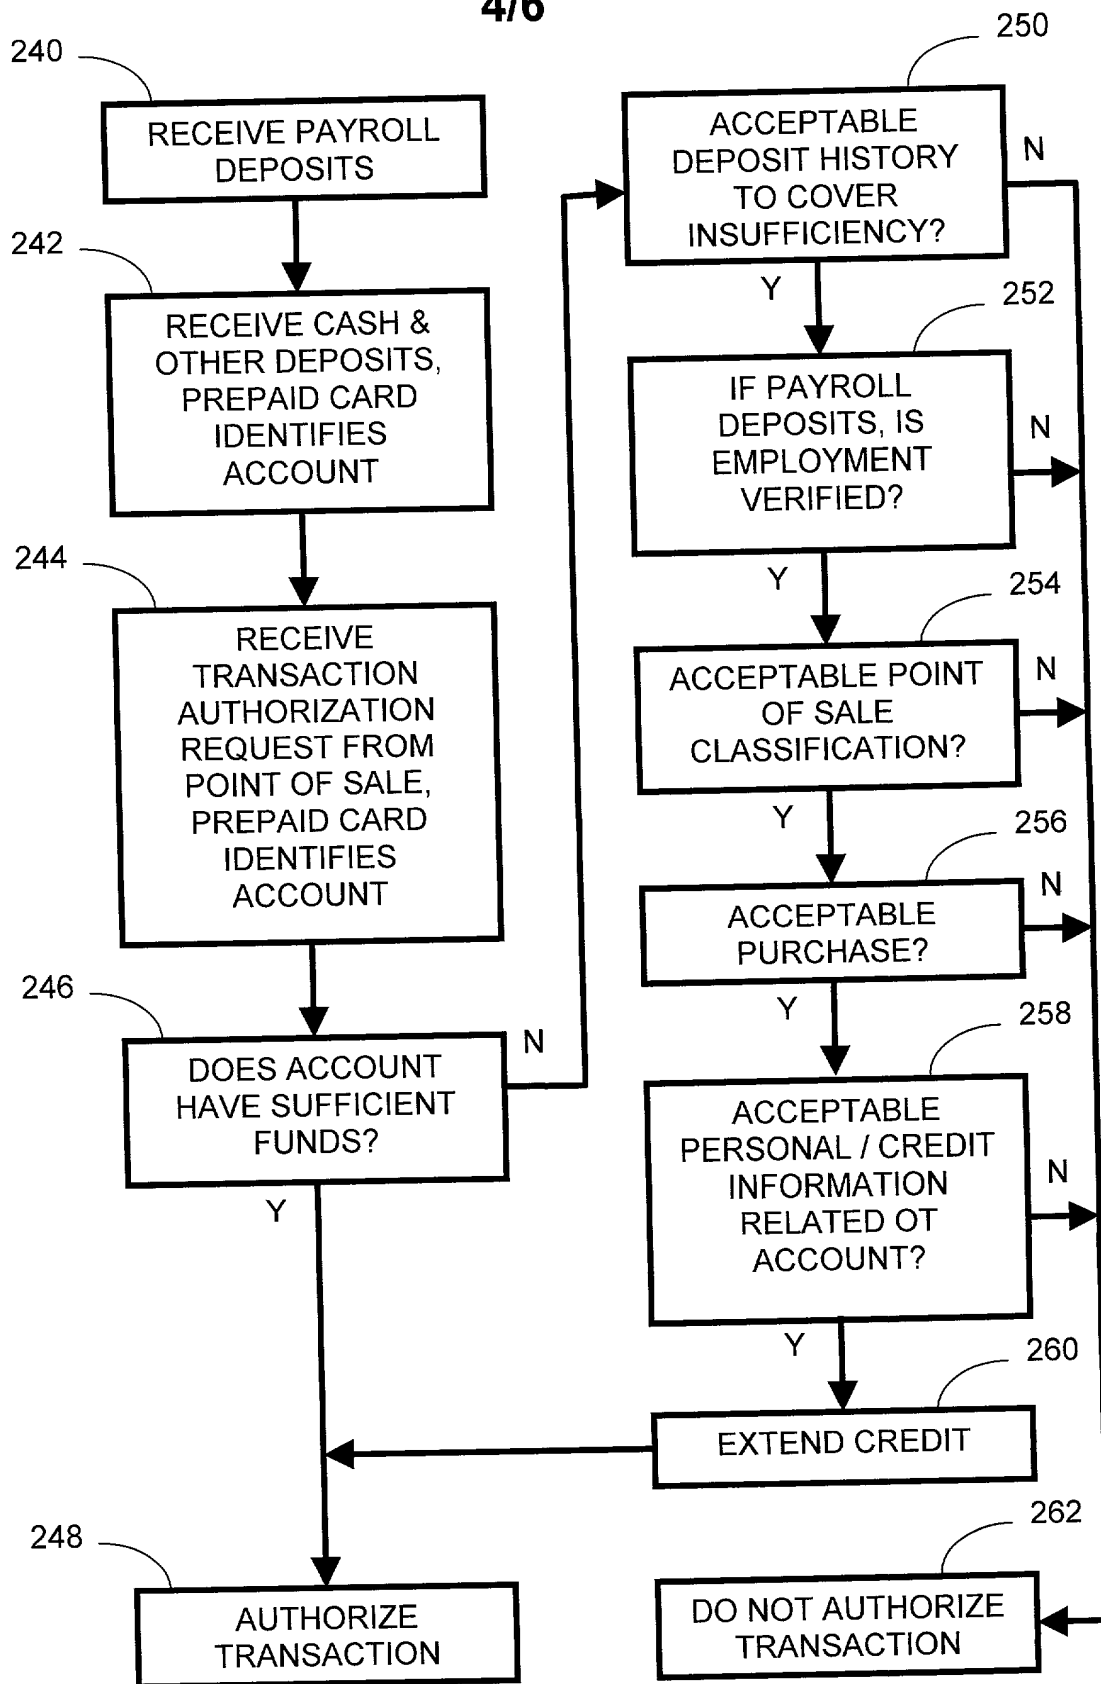 4/6
240
RECEIVE PAYROLL
DEPOSITS
242
RECEIVE CASH &
OTHER DEPOSITS,
PREPAID CARD
IDENTIFIES
ACCOUNT
244
RECEIVE
TRANSACTION
AUTHORIZATION
REQUEST FROM
POINT OF SALE,
PREPAID CARD
IDENTIFIES
ACCOUNT
246
DOES ACCOUNT
HAVE SUFFICIENT
FUNDS?
N
Y
248
AUTHORIZE
TRANSACTION
250
ACCEPTABLE
DEPOSIT HISTORY
TO COVER
INSUFFICIENCY?
N
Y
252
IF PAYROLL
DEPOSITS, IS
EMPLOYMENT
VERIFIED?
N
Y
254
ACCEPTABLE POINT
OF SALE
CLASSIFICATION?
N
Y
256
ACCEPTABLE
PURCHASE?
N
Y
258
ACCEPTABLE
PERSONAL / CREDIT
INFORMATION
RELATED OT
ACCOUNT?
N
Y
260
EXTEND CREDIT
262
DO NOT AUTHORIZE
TRANSACTION